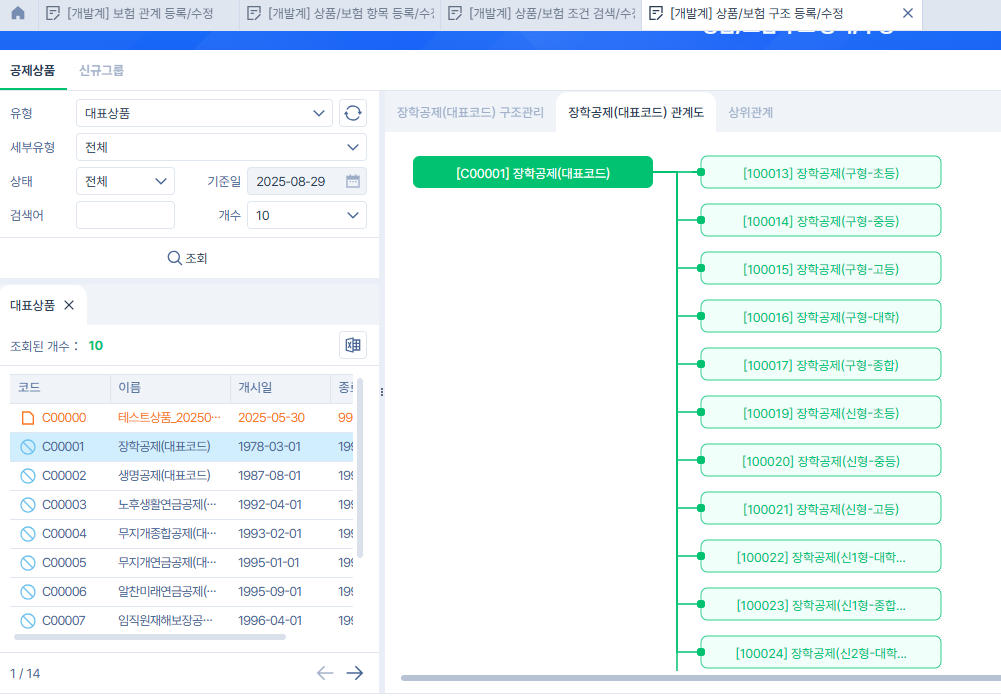 [개발계] 보험 관계 등록/수정
[개발계] 상품/보험 항목 등록/수정
[개발계] 상품/보험 조건 검색/수정
[개발계] 상품/보험 구조 등록/수정
공제상품
신규그룹
유형
대표상품
세부유형
전체
상태
전체
기준일
2025-08-29
검색어
개수
10
조회
대표상품
조회된 개수 : 10
코드 이름 개시일 종료
C00000 테스트상품_20250··· 2025-05-30 99
C00001 장학공제(대표코드) 1978-03-01 199
C00002 생명공제(대표코드) 1987-08-01 199
C00003 노후생활연금공제(··· 1992-04-01 199
C00004 무지개종합공제(대··· 1993-02-01 199
C00005 무지개연금공제(대··· 1995-01-01 199
C00006 알찬미래연금공제(··· 1995-09-01 199
C00007 임직원재해보장공··· 1996-04-01 199
1 / 14
장학공제(대표코드) 구조관리
장학공제(대표코드) 관계도
상위관계
[C00001] 장학공제(대표코드)
[100013] 장학공제(구형-초등)
[100014] 장학공제(구형-중등)
[100015] 장학공제(구형-고등)
[100016] 장학공제(구형-대학)
[100017] 장학공제(구형-종합)
[100019] 장학공제(신형-초등)
[100020] 장학공제(신형-중등)
[100021] 장학공제(신형-고등)
[100022] 장학공제(신1형-대학...
[100023] 장학공제(신1형-종합...
[100024] 장학공제(신2형-대학...